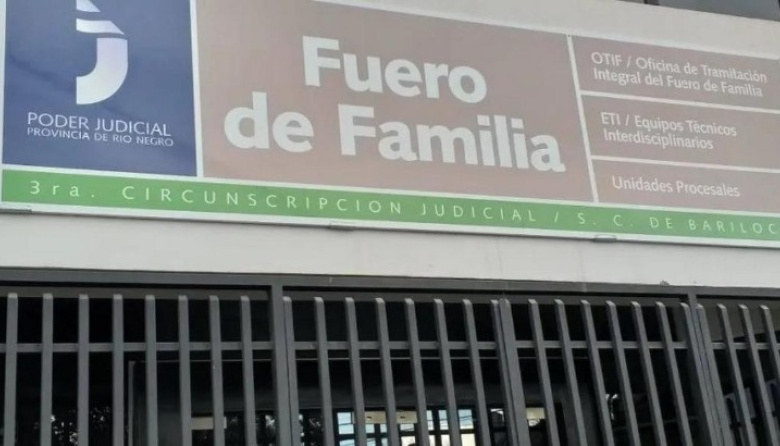 PODER JUDICIAL
PROVINCIA DE RIO NEGRO
Fuero
de Familia
OTIF / Oficina de Tramitación
Integral del Fuero de Familia
ETI / Equipos Técnicos
Interdisciplinarios
Unidades Procesales
3ra. CIRCUNSCRIPCION JUDICIAL / S. C. DE BARILOC